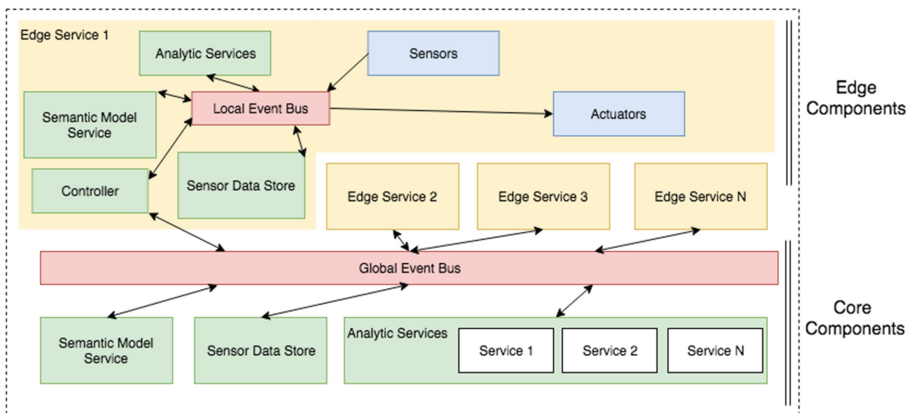 Edge Service 1
Analytic Services
Sensors
Edge
Components
Semantic Model
Service
Local Event Bus
Actuators
Controller
Sensor Data Store
Edge Service 2
Edge Service 3
Edge Service N
Global Event Bus
Core
Components
Semantic Model
Service
Sensor Data Store
Analytic Services
Service 1
Service 2
Service N